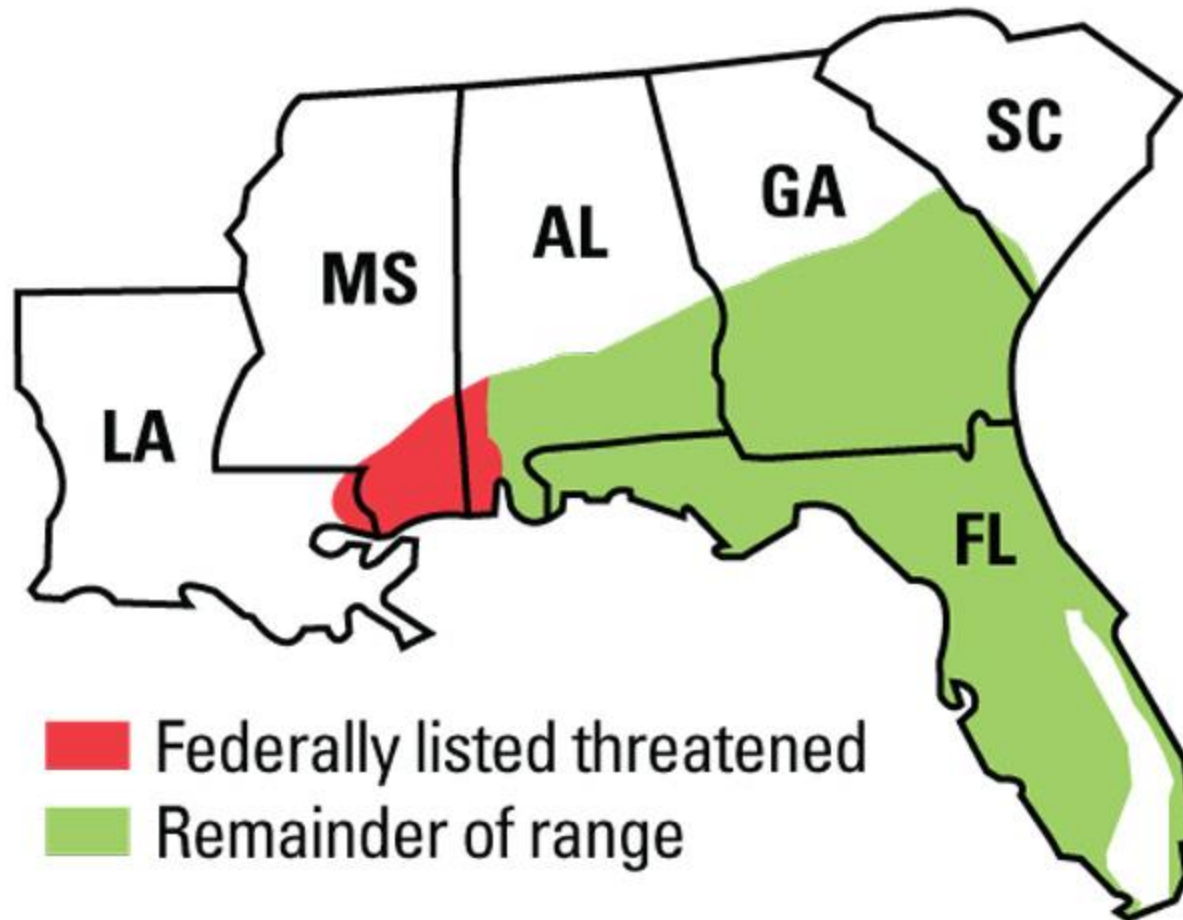 SC
GA
AL
MS
LA
FL
Federally listed threatened
Remainder of range